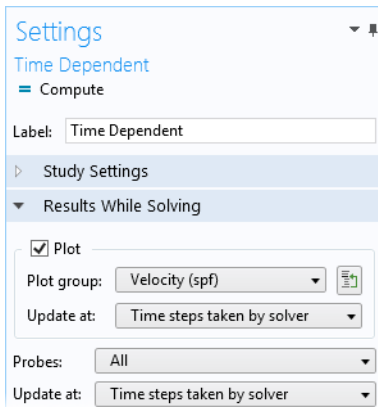 Settings
Time Dependent
= Compute
Label: Time Dependent
Study Settings
Results While Solving
Plot
Plot group: Velocity (spf)
Update at: Time steps taken by solver
Probes: All
Update at: Time steps taken by solver